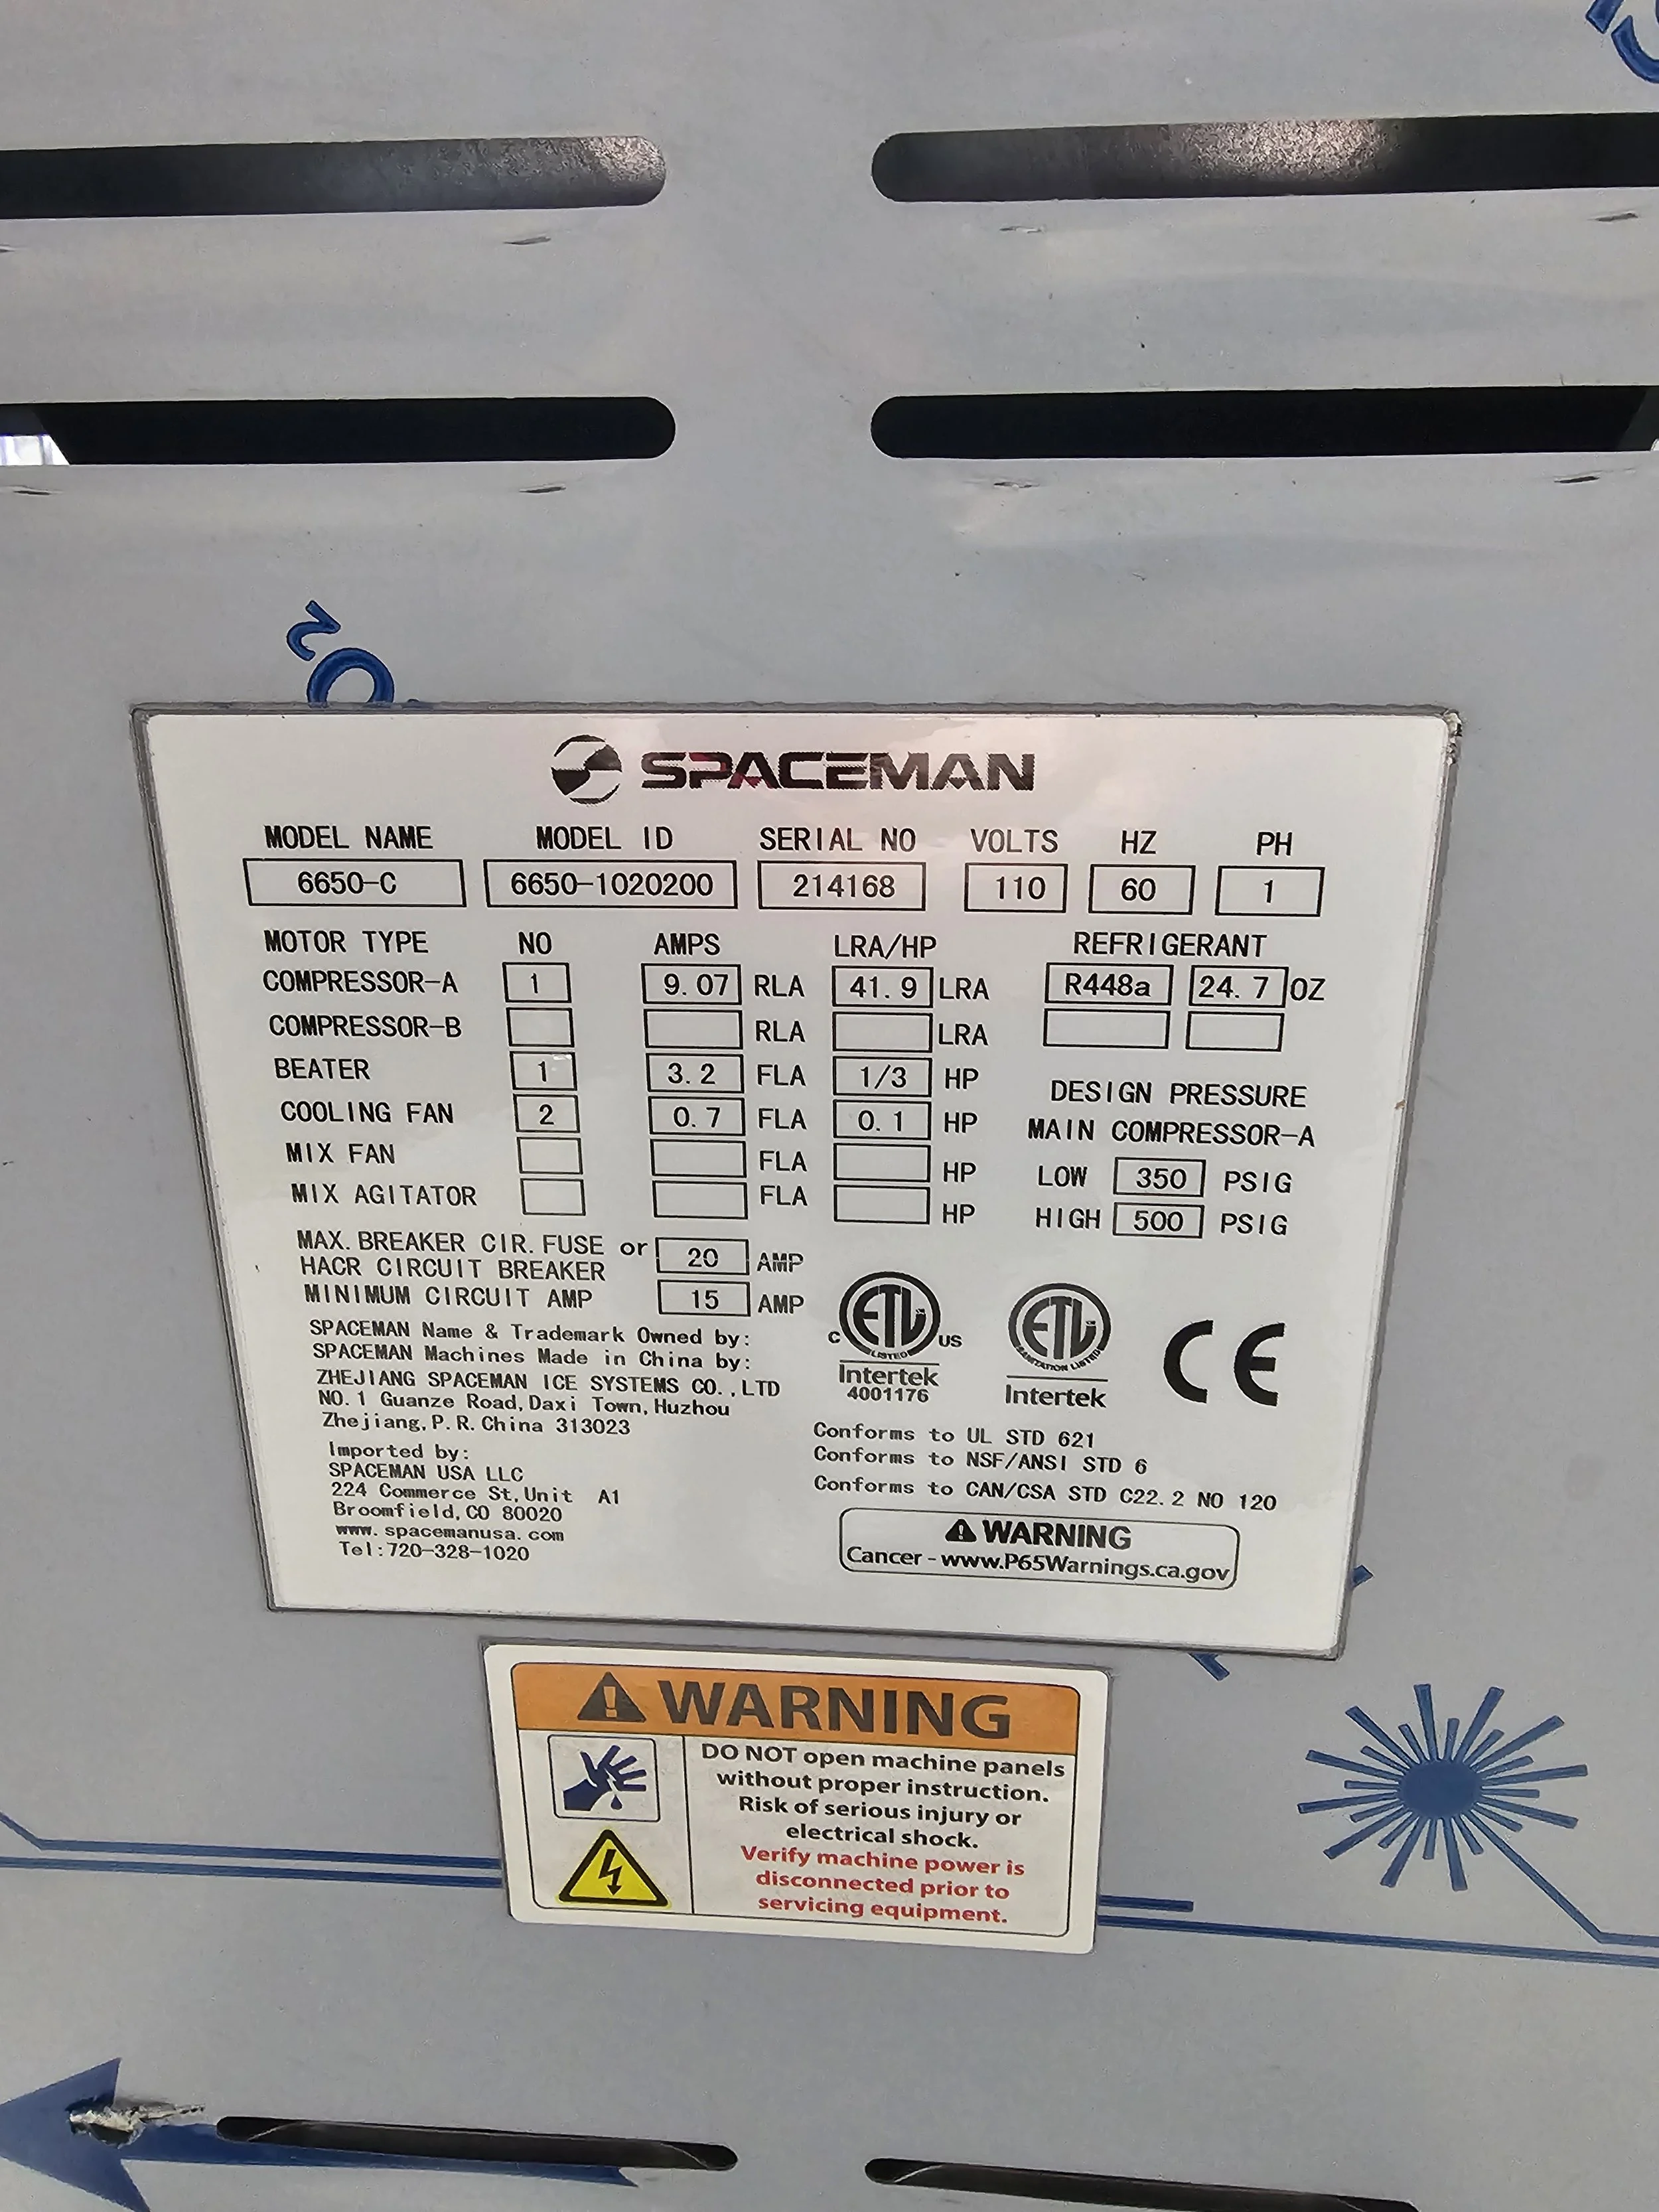 SPACEMAN
MODEL NAME MODEL ID SERIAL NO VOLTS HZ PH
6650-C 6650-1020200 214168 110 60 1
MOTOR TYPE NO AMPS LRA/HP REFRIGERANT
COMPRESSOR-A 1 9.07 RLA 41.9 LRA R448a 24.7 OZ
COMPRESSOR-B RLA LRA
BEATER 1 3.2 FLA 1/3 HP
COOLING FAN 2 0.7 FLA 0.1 HP
MIX FAN FLA HP
MIX AGITATOR FLA HP
DESIGN PRESSURE
MAIN COMPRESSOR-A
LOW 350 PSIG
HIGH 500 PSIG
MAX. BREAKER CIR. FUSE or
HACR CIRCUIT BREAKER 20 AMP
MINIMUM CIRCUIT AMP 15 AMP
SPACEMAN Name & Trademark Owned by:
SPACEMAN Machines Made in China by:
ZHEJIANG SPACEMAN ICE SYSTEMS CO.,LTD
NO.1 Guanze Road,Daxi Town,Huzhou
Zhejiang,P.R.China 313023
Imported by:
SPACEMAN USA LLC
224 Commerce St,Unit A1
Broomfield,CO 80020
www.spacemanusa.com
Tel:720-328-1020
C ETL US
LISTED
Intertek
4001176
ETL
SANITATION LISTED
Intertek
CE
Conforms to UL STD 621
Conforms to NSF/ANSI STD 6
Conforms to CAN/CSA STD C22.2 NO 120
WARNING
Cancer - www.P65Warnings.ca.gov
WARNING
DO NOT open machine panels
without proper instruction.
Risk of serious injury or
electrical shock.
Verify machine power is
disconnected prior to
servicing equipment.